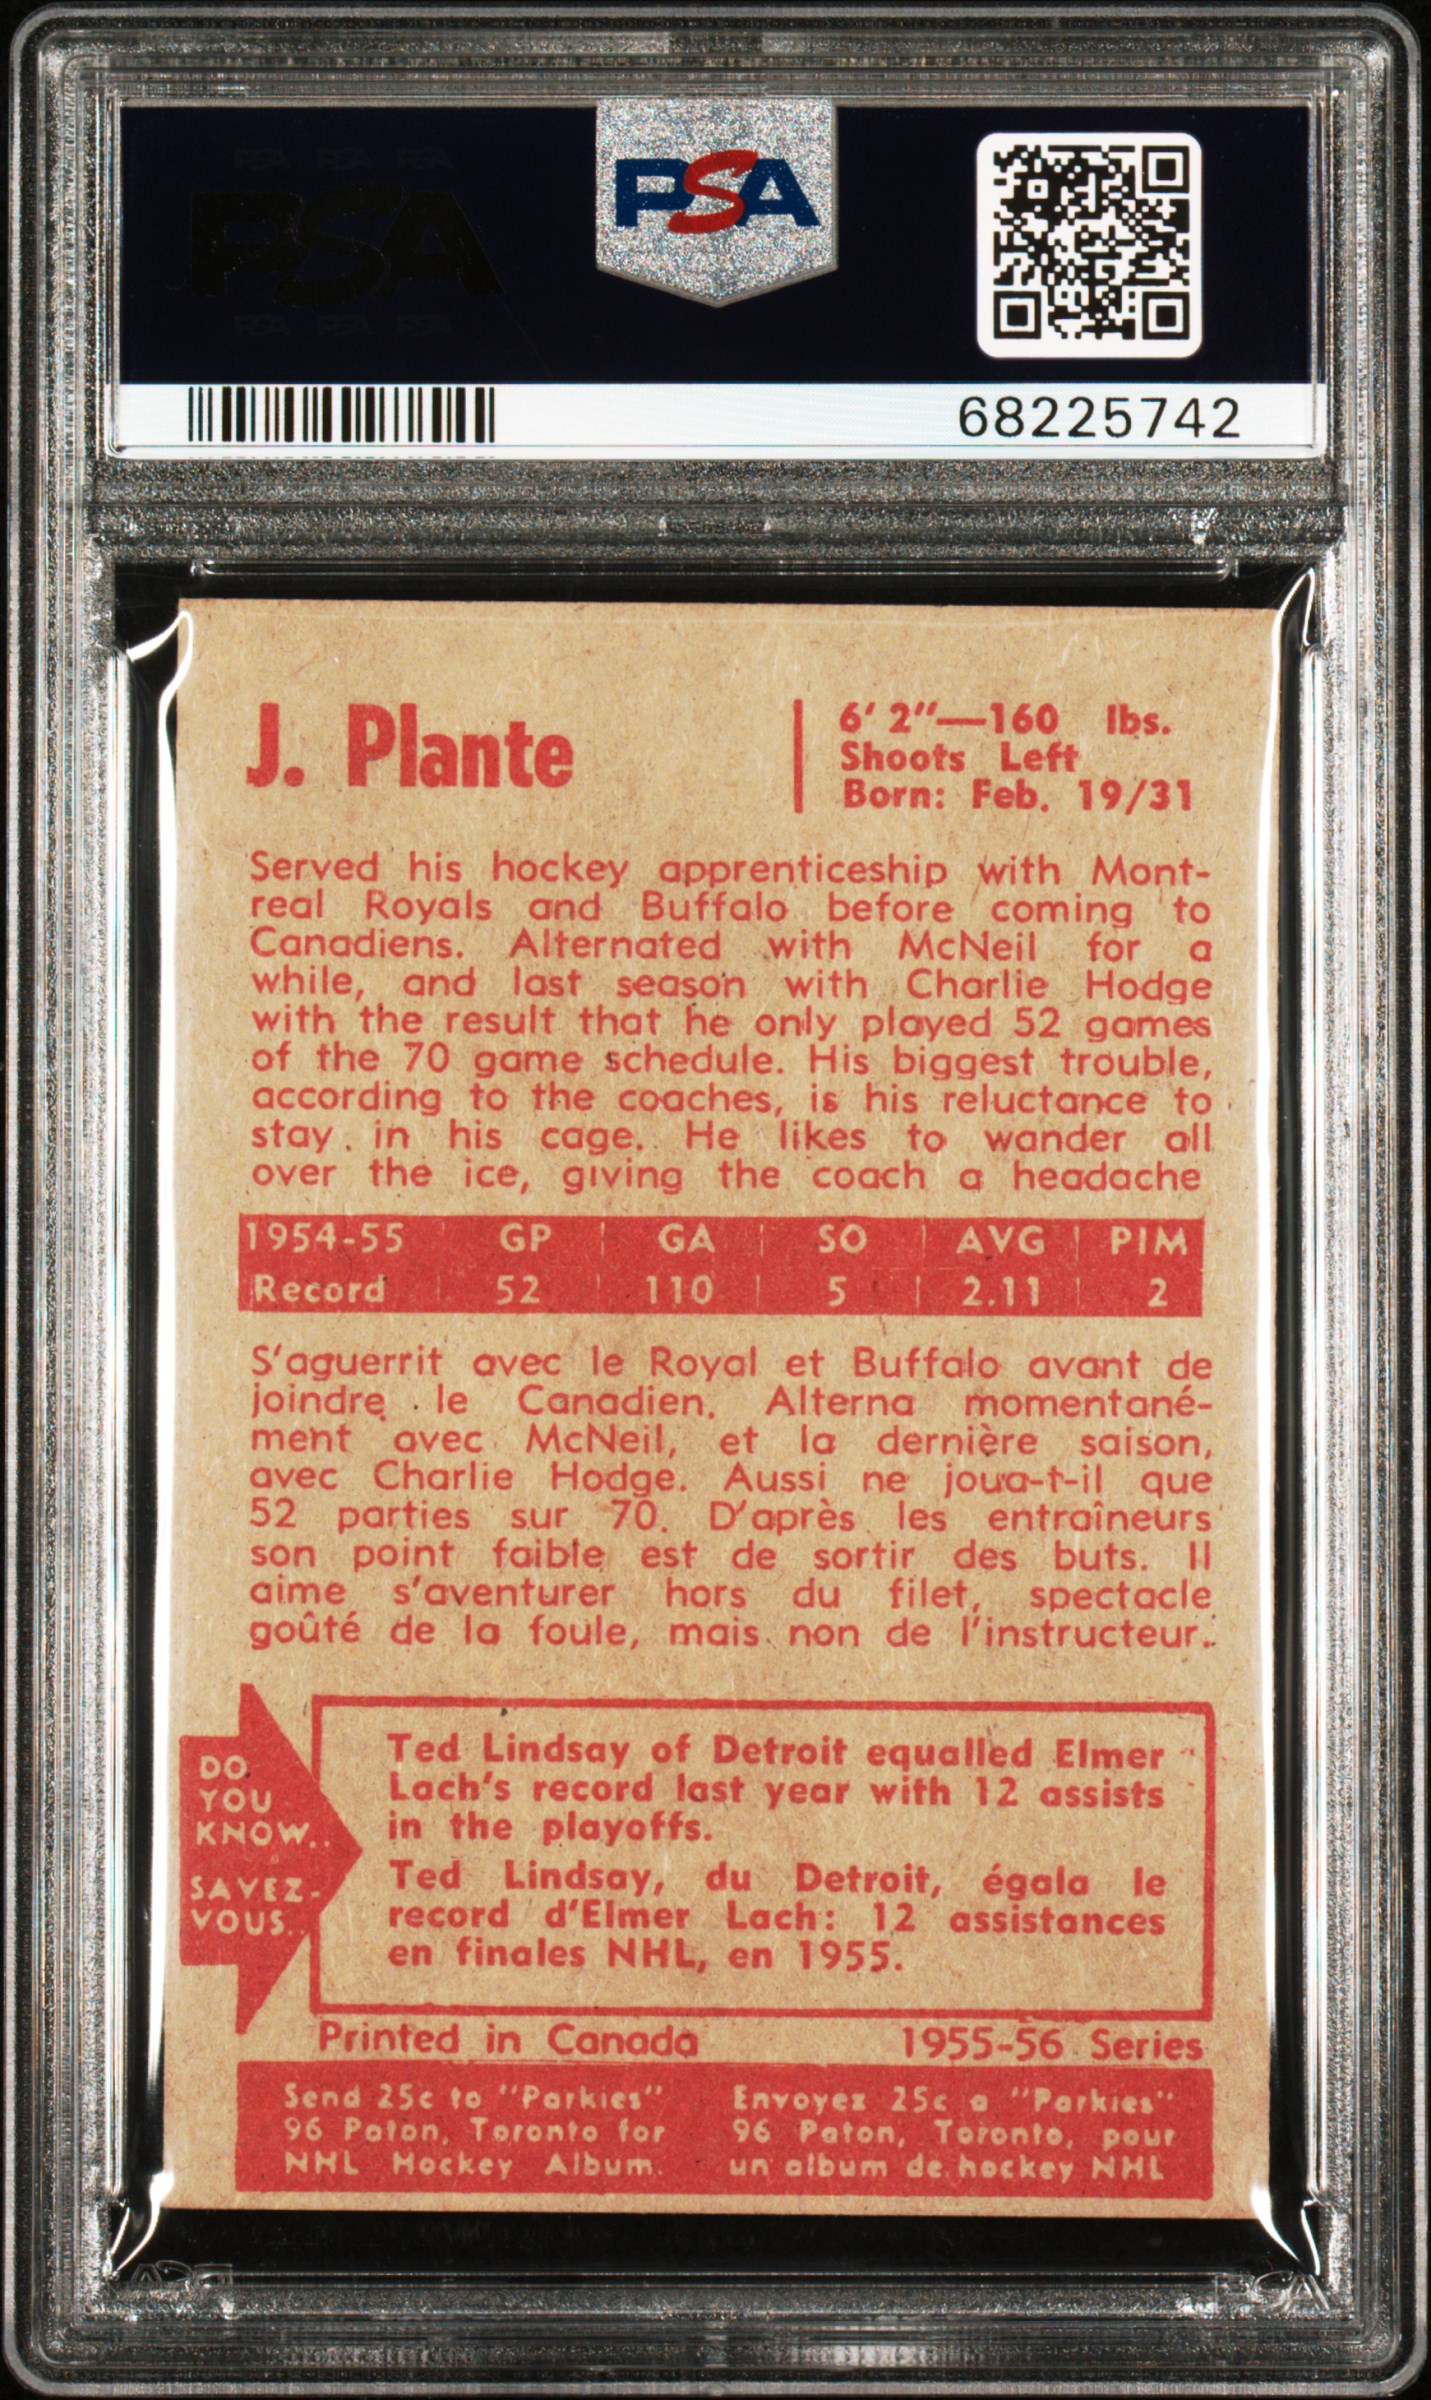 PSA
68225742
J. Plante
6' 2"—160 lbs.
Shoots Left
Born: Feb. 19/31
Served his hockey apprenticeship with Mont-
real Royals and Buffalo before coming to
Canadiens. Alternated with McNeil for a
while, and last season with Charlie Hodge
with the result that he only played 52 games
of the 70 game schedule. His biggest trouble,
according to the coaches, is his reluctance to
stay in his cage. He likes to wander all
over the ice, giving the coach a headache
1954-55 GP GA SO AVG PIM
Record 52 110 5 2.11 2
S'aguerrit avec le Royal et Buffalo avant de
joindre le Canadien. Alterna momentané-
ment avec McNeil, et la dernière saison,
avec Charlie Hodge. Aussi ne joua-t-il que
52 parties sur 70. D'après les entraîneurs
son point faible est de sortir des buts. Il
aime s'aventurer hors du filet, spectacle
goûté de la foule, mais non de l'instructeur.
DO
YOU
KNOW..
SAVEZ-
VOUS..
Ted Lindsay of Detroit equalled Elmer
Lach's record last year with 12 assists
in the playoffs.
Ted Lindsay, du Detroit, égala le
record d'Elmer Lach: 12 assistances
en finales NHL, en 1955.
Printed in Canada 1955-56 Series
Send 25c to "Parkies"
96 Paton, Toronto for
NHL Hockey Album.
Envoyez 25c a "Parkies"
96 Paton, Toronto, pour
un album de hockey NHL